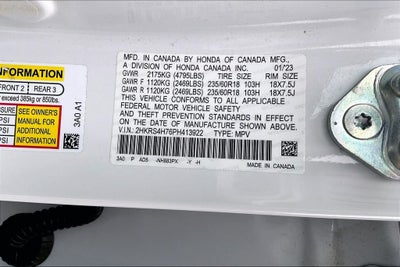 MFD. IN CANADA BY HONDA OF CANADA MFG.,
A DIVISION OF HONDA CANADA INC. 01/23
GVWR 2175KG (4795LBS) TIRE SIZE RIM SIZE
GAWR F 1120KG (2469LBS) 235/60R18 103H 18X7.5J
GAWR R 1120KG (2469LBS) 235/60R18 103H 18X7.5J
THIS VEHICLE CONFORMS TO ALL APPLICABLE
FEDERAL MOTOR VEHICLE SAFETY
AND THEFT PREVENTION STANDARDS IN EFFECT ON
THE DATE OF MANUFACTURE SHOWN ABOVE.
V.I.N.: 2HKRS4H76PH413922 TYPE: MPV
3A0 P A05 -NH883PX -Y -H MADE IN CANADA
INFORMATION
FRONT 2 REAR 3
exceed 385kg or 850lbs.
SEE OWNER'S
MANUAL FOR
ADDITIONAL
INFORMATION
PSI
PSI
3A0 A1